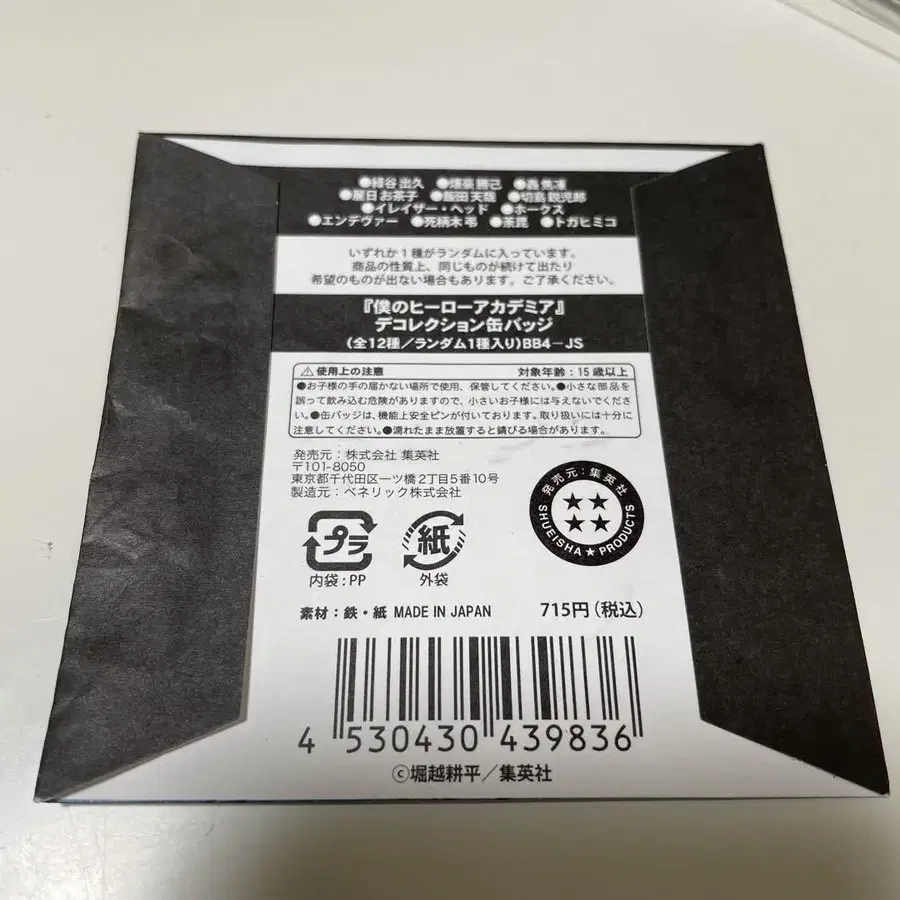 ●緑谷 出久 ●爆豪 勝己 ●轟 焦凍
●麗日 お茶子 ●飯田 天哉 ●切島 鋭児郎
●イレイザー・ヘッド ●ホークス
●エンデヴァー ●死柄木 弔 ●荼毘 ●トガヒミコ
いずれか1種がランダムに入っています。
商品の性質上、同じものが続けて出たり
希望のものが出ない場合もあります。ご了承ください。
『僕のヒーローアカデミア』
デコレクション缶バッジ
(全12種/ランダム1種入り)BB4-JS
⚠使用上の注意 対象年齢:15歳以上
●お子様の手の届かない場所で使用、保管してください。●小さな部品を
誤って飲み込む危険がありますので、小さいお子様には与えないでくださ
い。●缶バッジは、機能上安全ピンが付いております。取り扱いには十分に
注意してください。●濡れたまま放置すると錆びる場合があります。
発売元:株式会社 集英社
〒101-8050
東京都千代田区一ツ橋2丁目5番10号
製造元:ベネリック株式会社
発売元:集英社
SHUEISHA★PRODUCTS
プラ
内袋:PP
紙
外袋
素材:鉄・紙 MADE IN JAPAN 715円(税込)
4 530430 439836
©堀越耕平/集英社